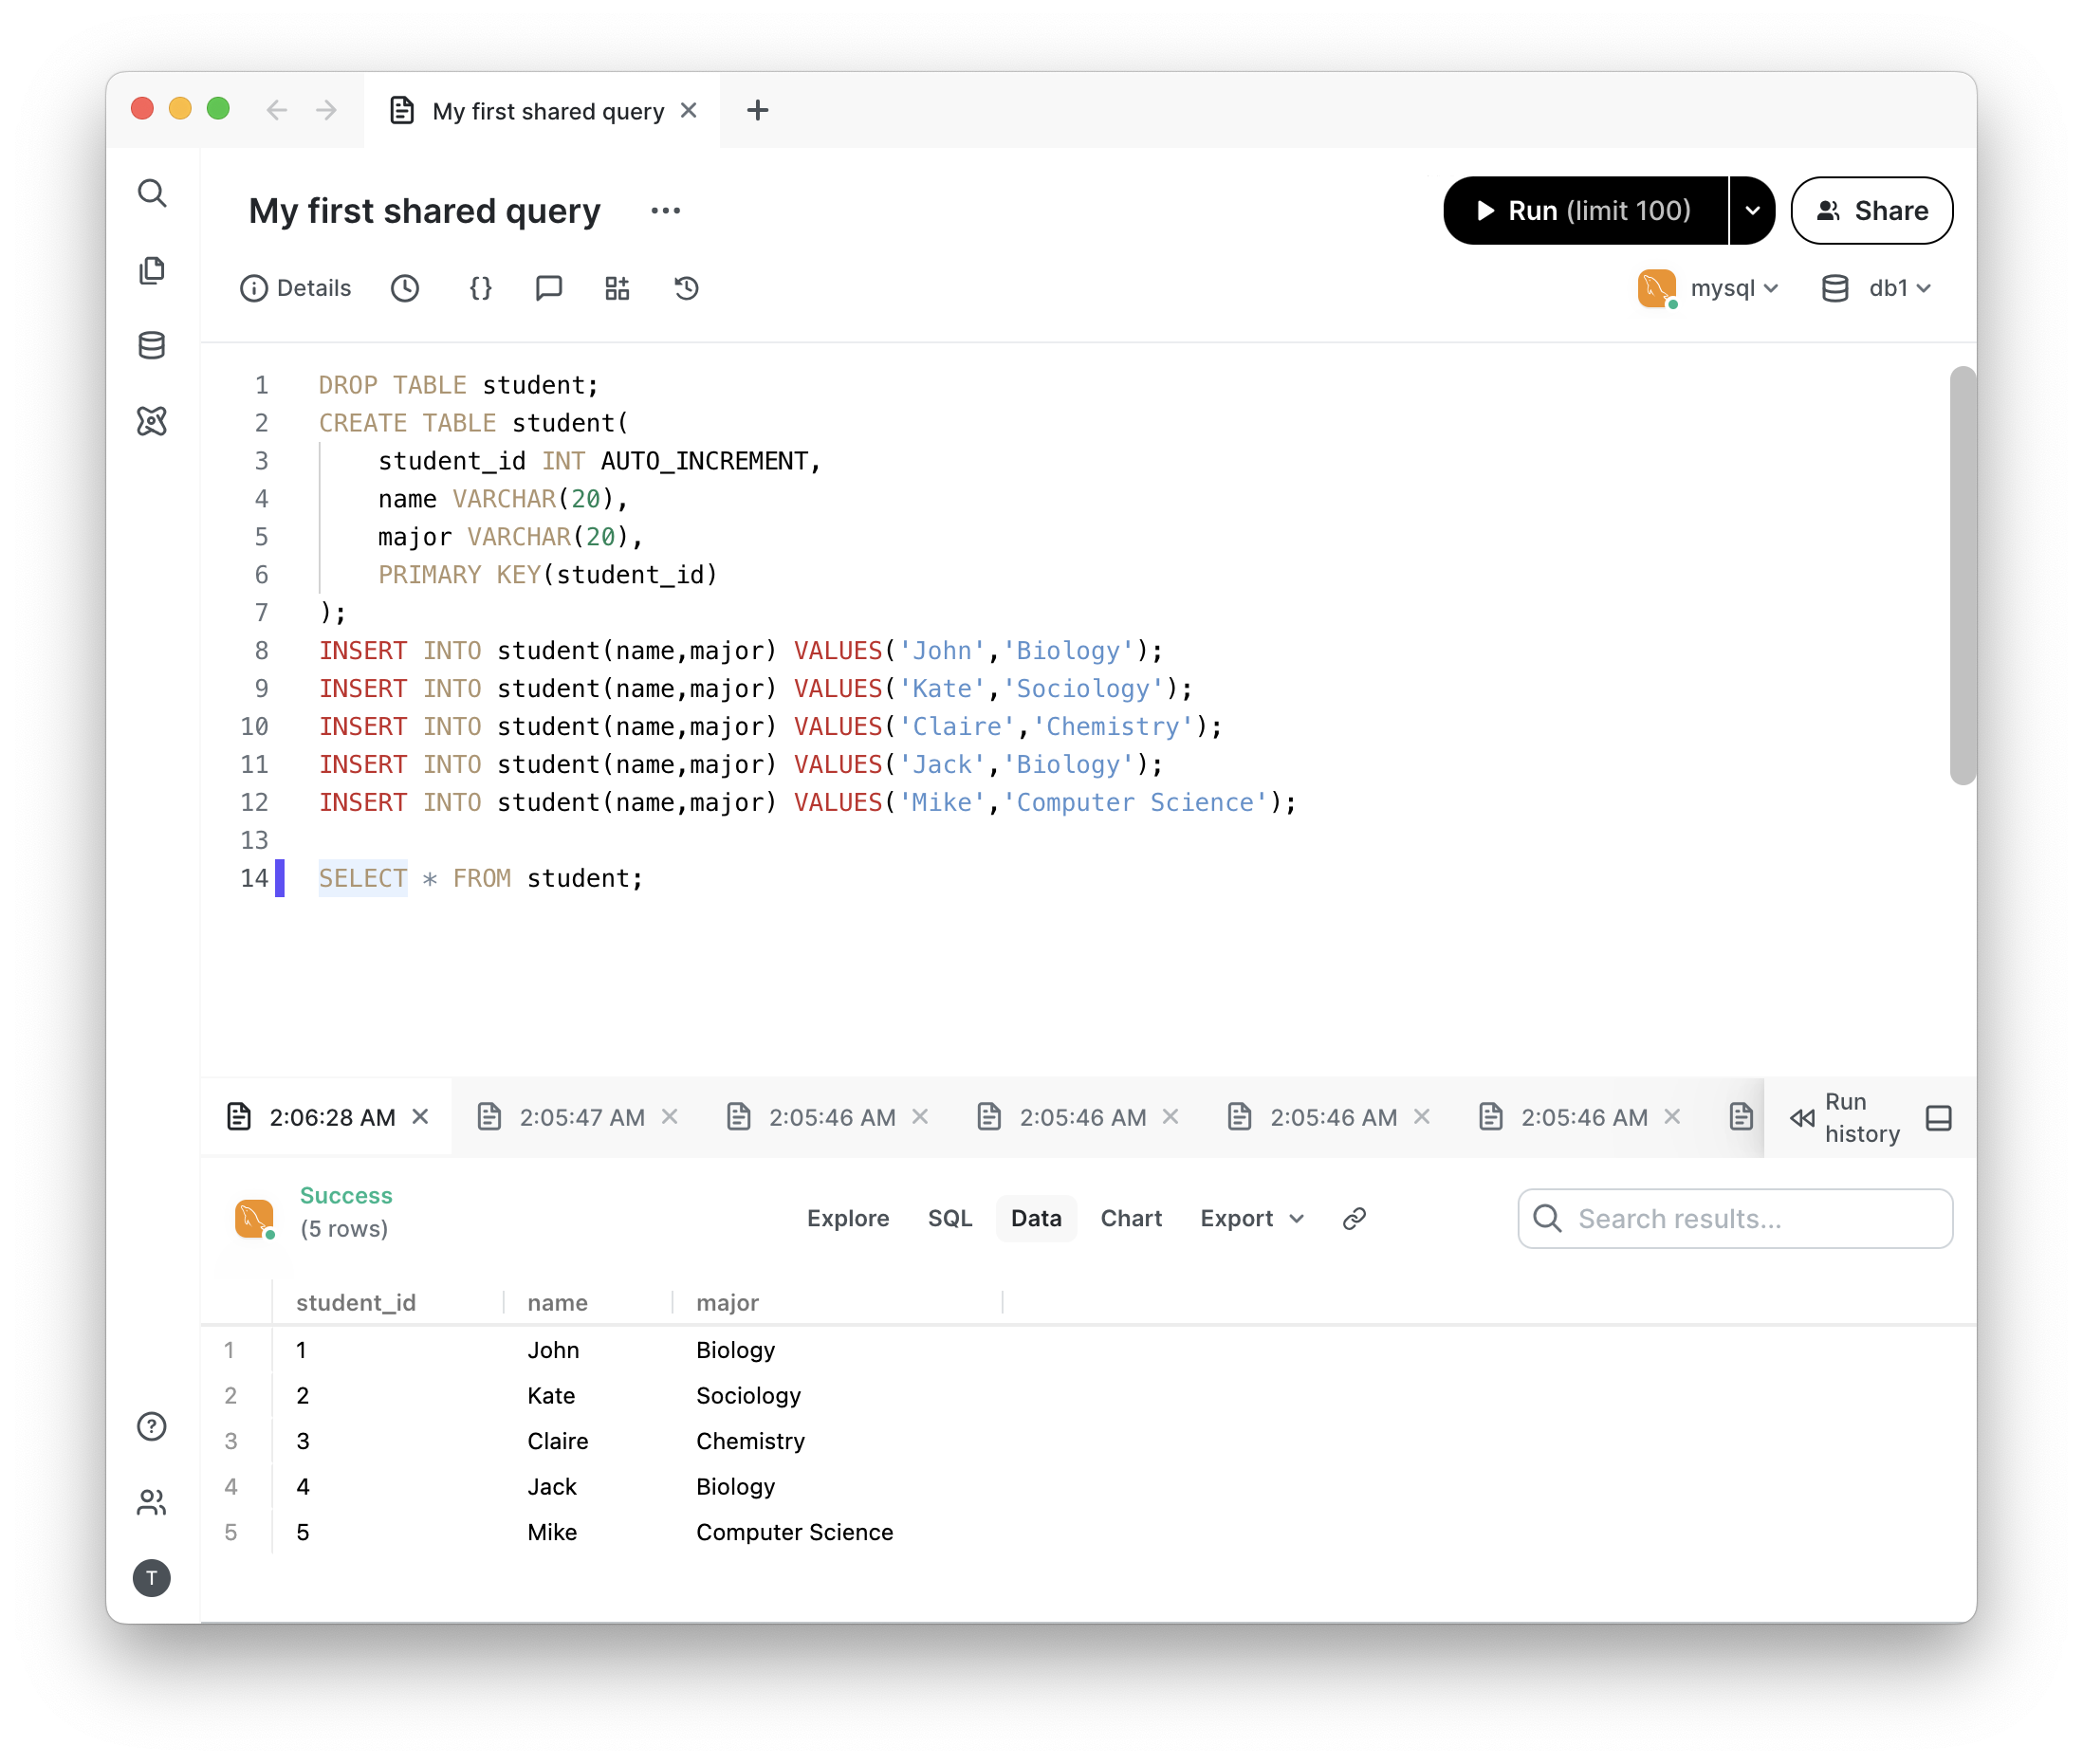 My first shared query
My first shared query
Run (limit 100)
Share
Details
{}
mysql
db1
1 DROP TABLE student;
2 CREATE TABLE student(
3 student_id INT AUTO_INCREMENT,
4 name VARCHAR(20),
5 major VARCHAR(20),
6 PRIMARY KEY(student_id)
7 );
8 INSERT INTO student(name,major) VALUES('John','Biology');
9 INSERT INTO student(name,major) VALUES('Kate','Sociology');
10 INSERT INTO student(name,major) VALUES('Claire','Chemistry');
11 INSERT INTO student(name,major) VALUES('Jack','Biology');
12 INSERT INTO student(name,major) VALUES('Mike','Computer Science');
13
14 SELECT * FROM student;
2:06:28 AM 2:05:47 AM 2:05:46 AM 2:05:46 AM 2:05:46 AM 2:05:46 AM
Run
history
Success
(5 rows)
Explore SQL Data Chart Export
Search results...
student_id name major
1 1 John Biology
2 2 Kate Sociology
3 3 Claire Chemistry
4 4 Jack Biology
5 5 Mike Computer Science
T